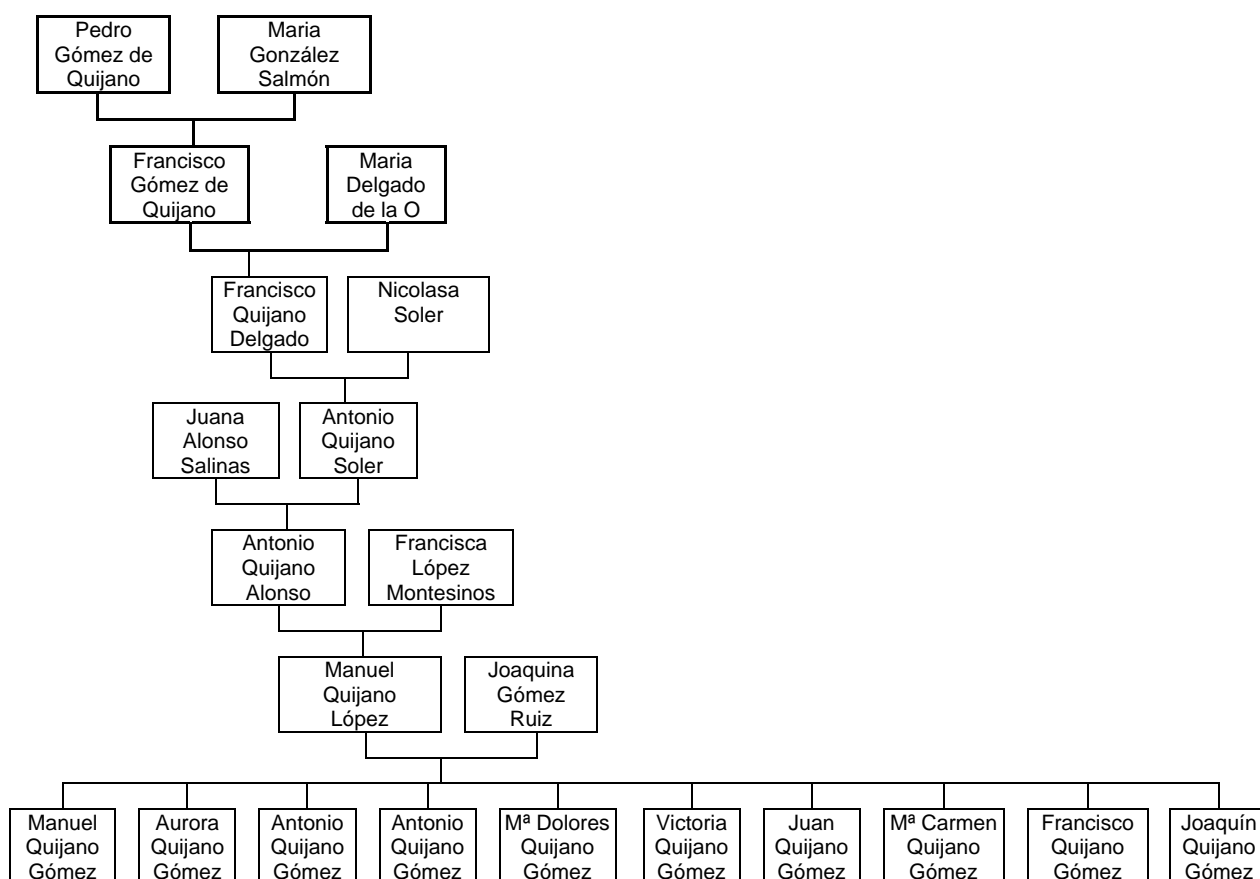 Pedro
Gómez de
Quijano
Maria
González
Salmón
Francisco
Gómez de
Quijano
Maria
Delgado
de la O
Francisco
Quijano
Delgado
Nicolasa
Soler
Juana
Alonso
Salinas
Antonio
Quijano
Soler
Antonio
Quijano
Alonso
Francisca
López
Montesinos
Manuel
Quijano
López
Joaquina
Gómez
Ruiz
Manuel
Quijano
Gómez
Aurora
Quijano
Gómez
Antonio
Quijano
Gómez
Antonio
Quijano
Gómez
Mª Dolores
Quijano
Gómez
Victoria
Quijano
Gómez
Juan
Quijano
Gómez
Mª Carmen
Quijano
Gómez
Francisco
Quijano
Gómez
Joaquín
Quijano
Gómez